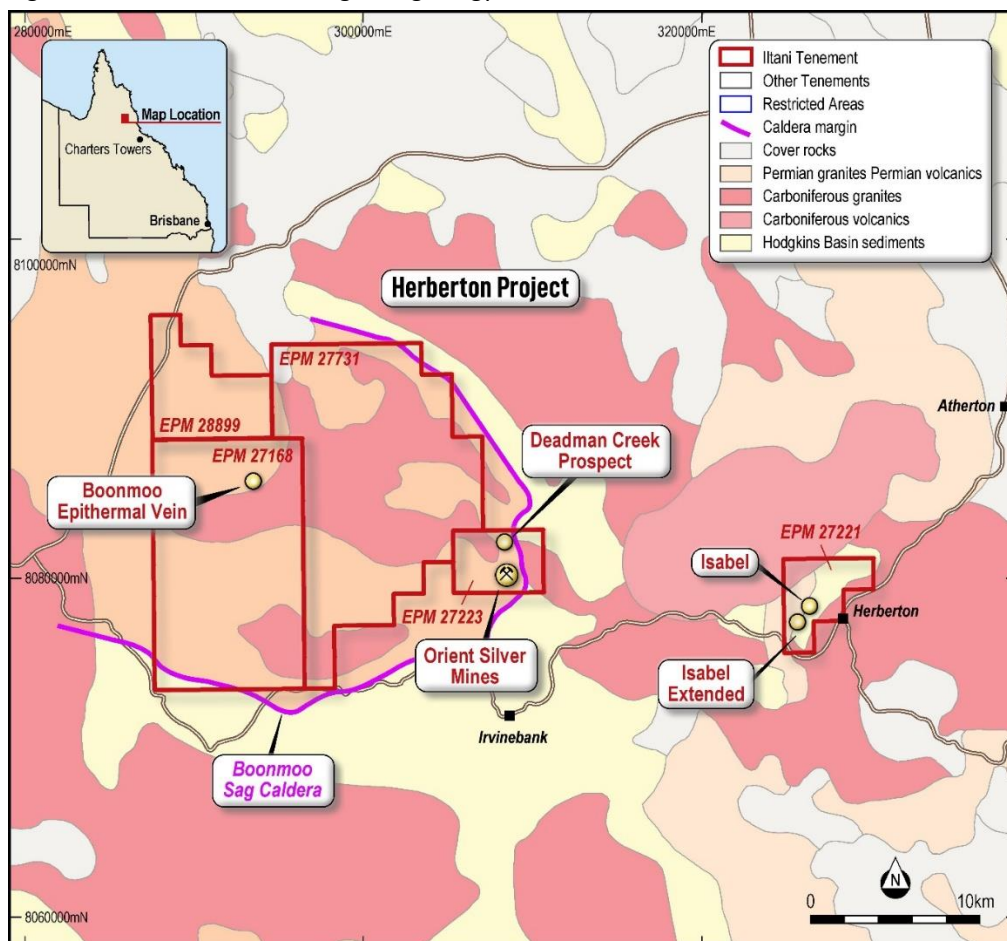 280000mE
300000mE
320000mE
Map Location
Charters Towers
Brisbane
Iltani Tenement
Other Tenements
Restricted Areas
Caldera margin
Cover rocks
Permian granites Permian volcanics
Carboniferous granites
Carboniferous volcanics
Hodgkins Basin sediments
8100000mN
Herberton Project
EPM 27731
EPM 28899
EPM 27168
Boonmoo
Epithermal Vein
Deadman Creek
Prospect
Atherton
EPM 27221
Isabel
Herberton
8080000mN
EPM 27223
Orient Silver
Mines
Isabel
Extended
Irvinebank
Boonmoo
Sag Caldera
N
0
10km
8060000mN